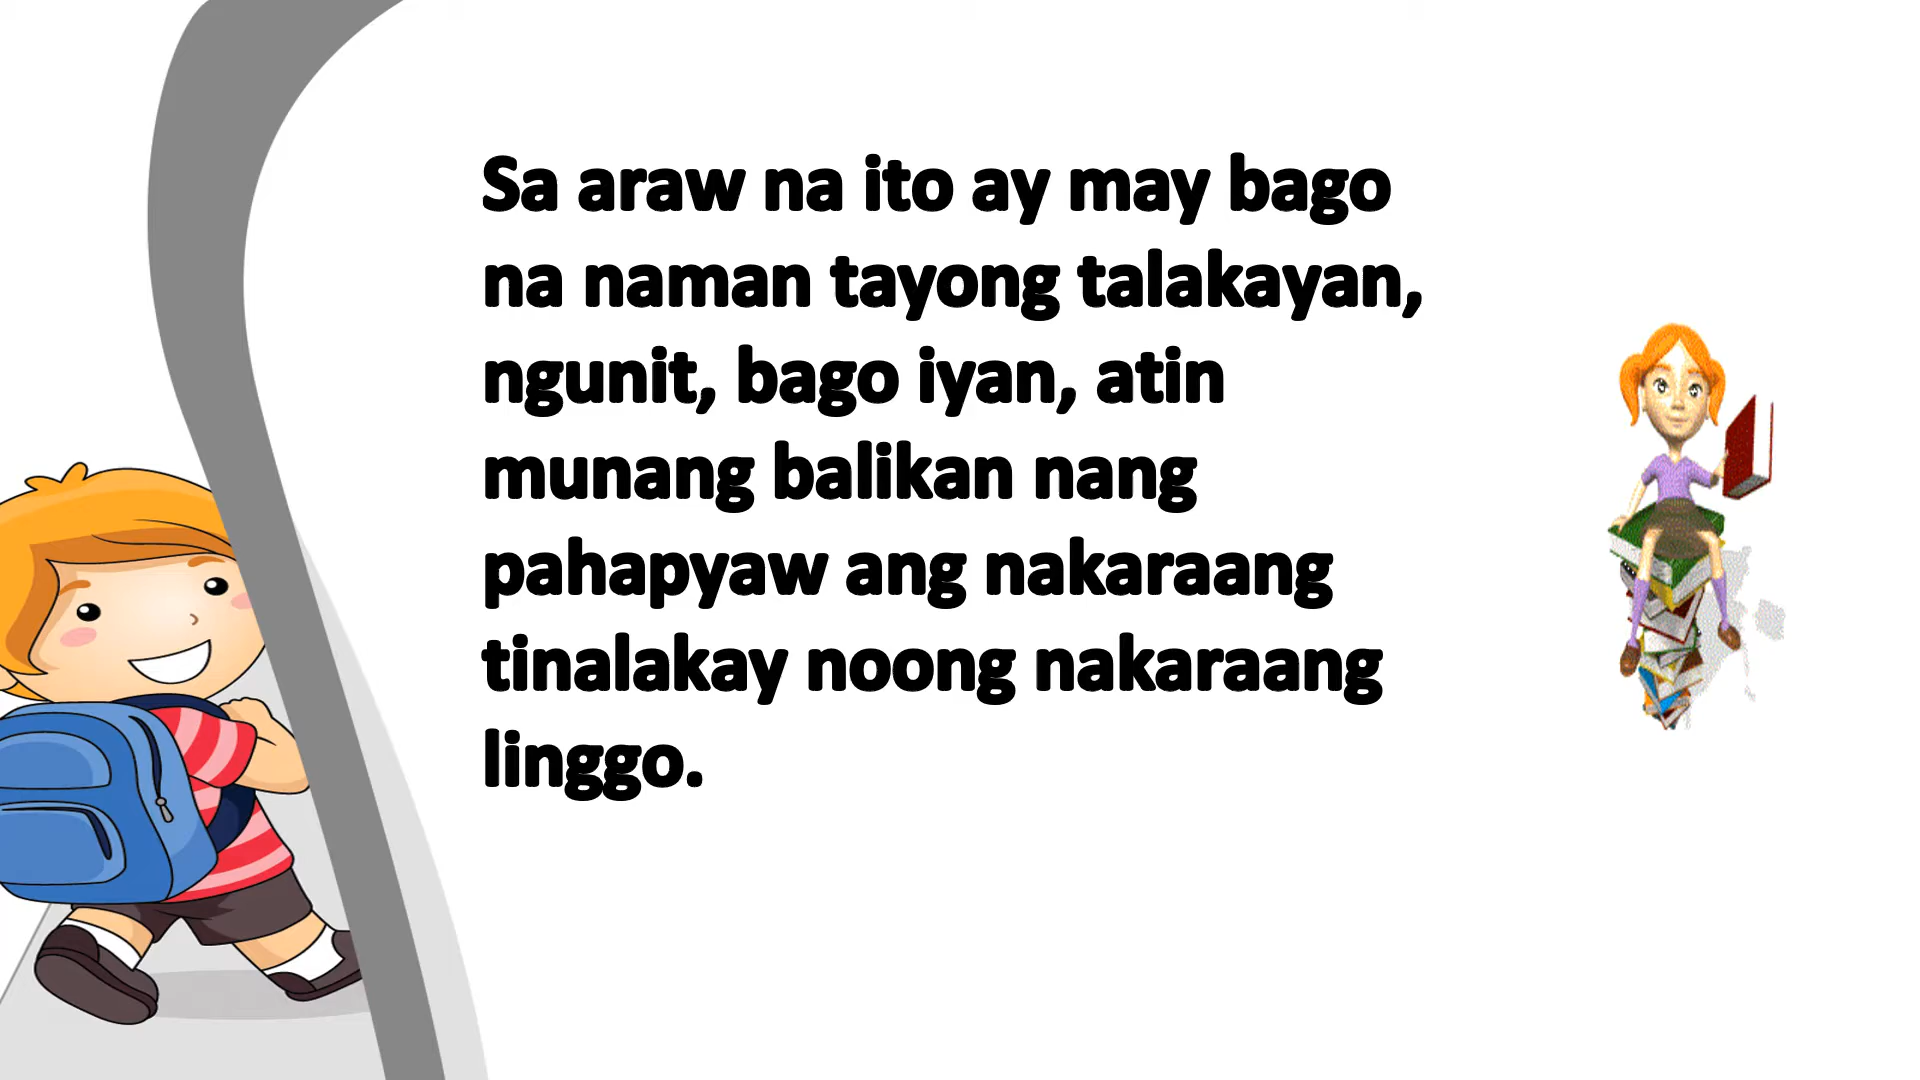 Sa araw na ito ay may bago
na naman tayong talakayan,
ngunit, bago iyan, atin
munang balikan nang
pahapyaw ang nakaraang
tinalakay noong nakaraang
linggo.